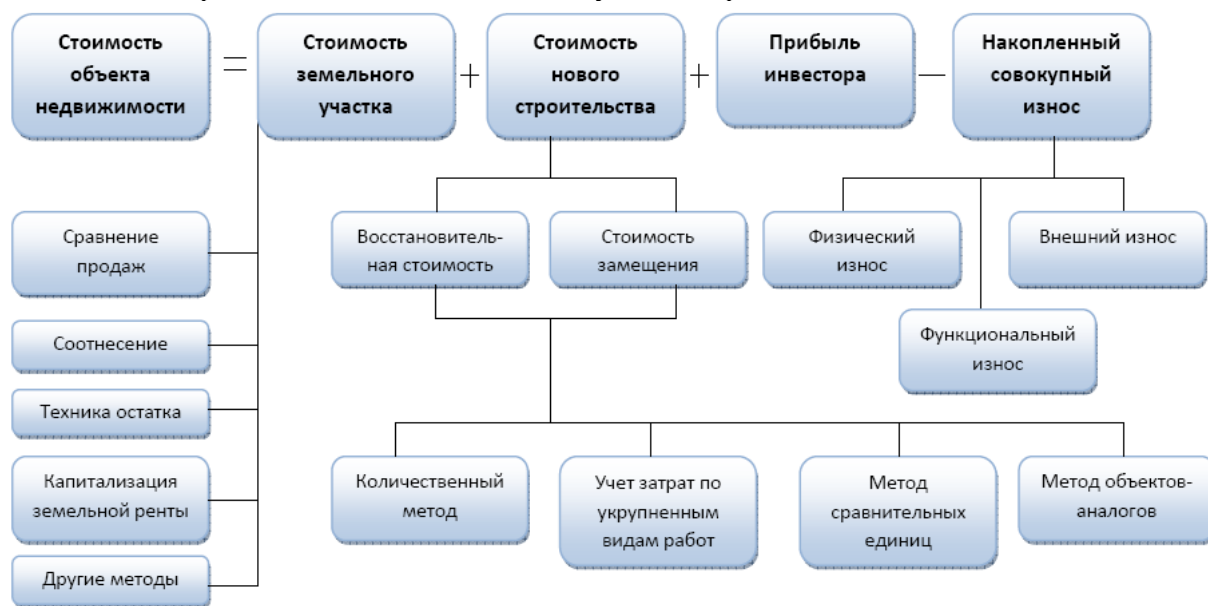 Стоимость
объекта
недвижимости
=
Стоимость
земельного
участка
+
Стоимость
нового
строительства
+
Прибыль
инвестора
—
Накопленный
совокупный
износ
Сравнение
продаж
Соотнесение
Техника остатка
Капитализация
земельной ренты
Другие методы
Восстановитель-
ная стоимость
Стоимость
замещения
Физический
износ
Внешний износ
Функциональный
износ
Количественный
метод
Учет затрат по
укрупненным
видам работ
Метод
сравнительных
единиц
Метод объектов-
аналогов